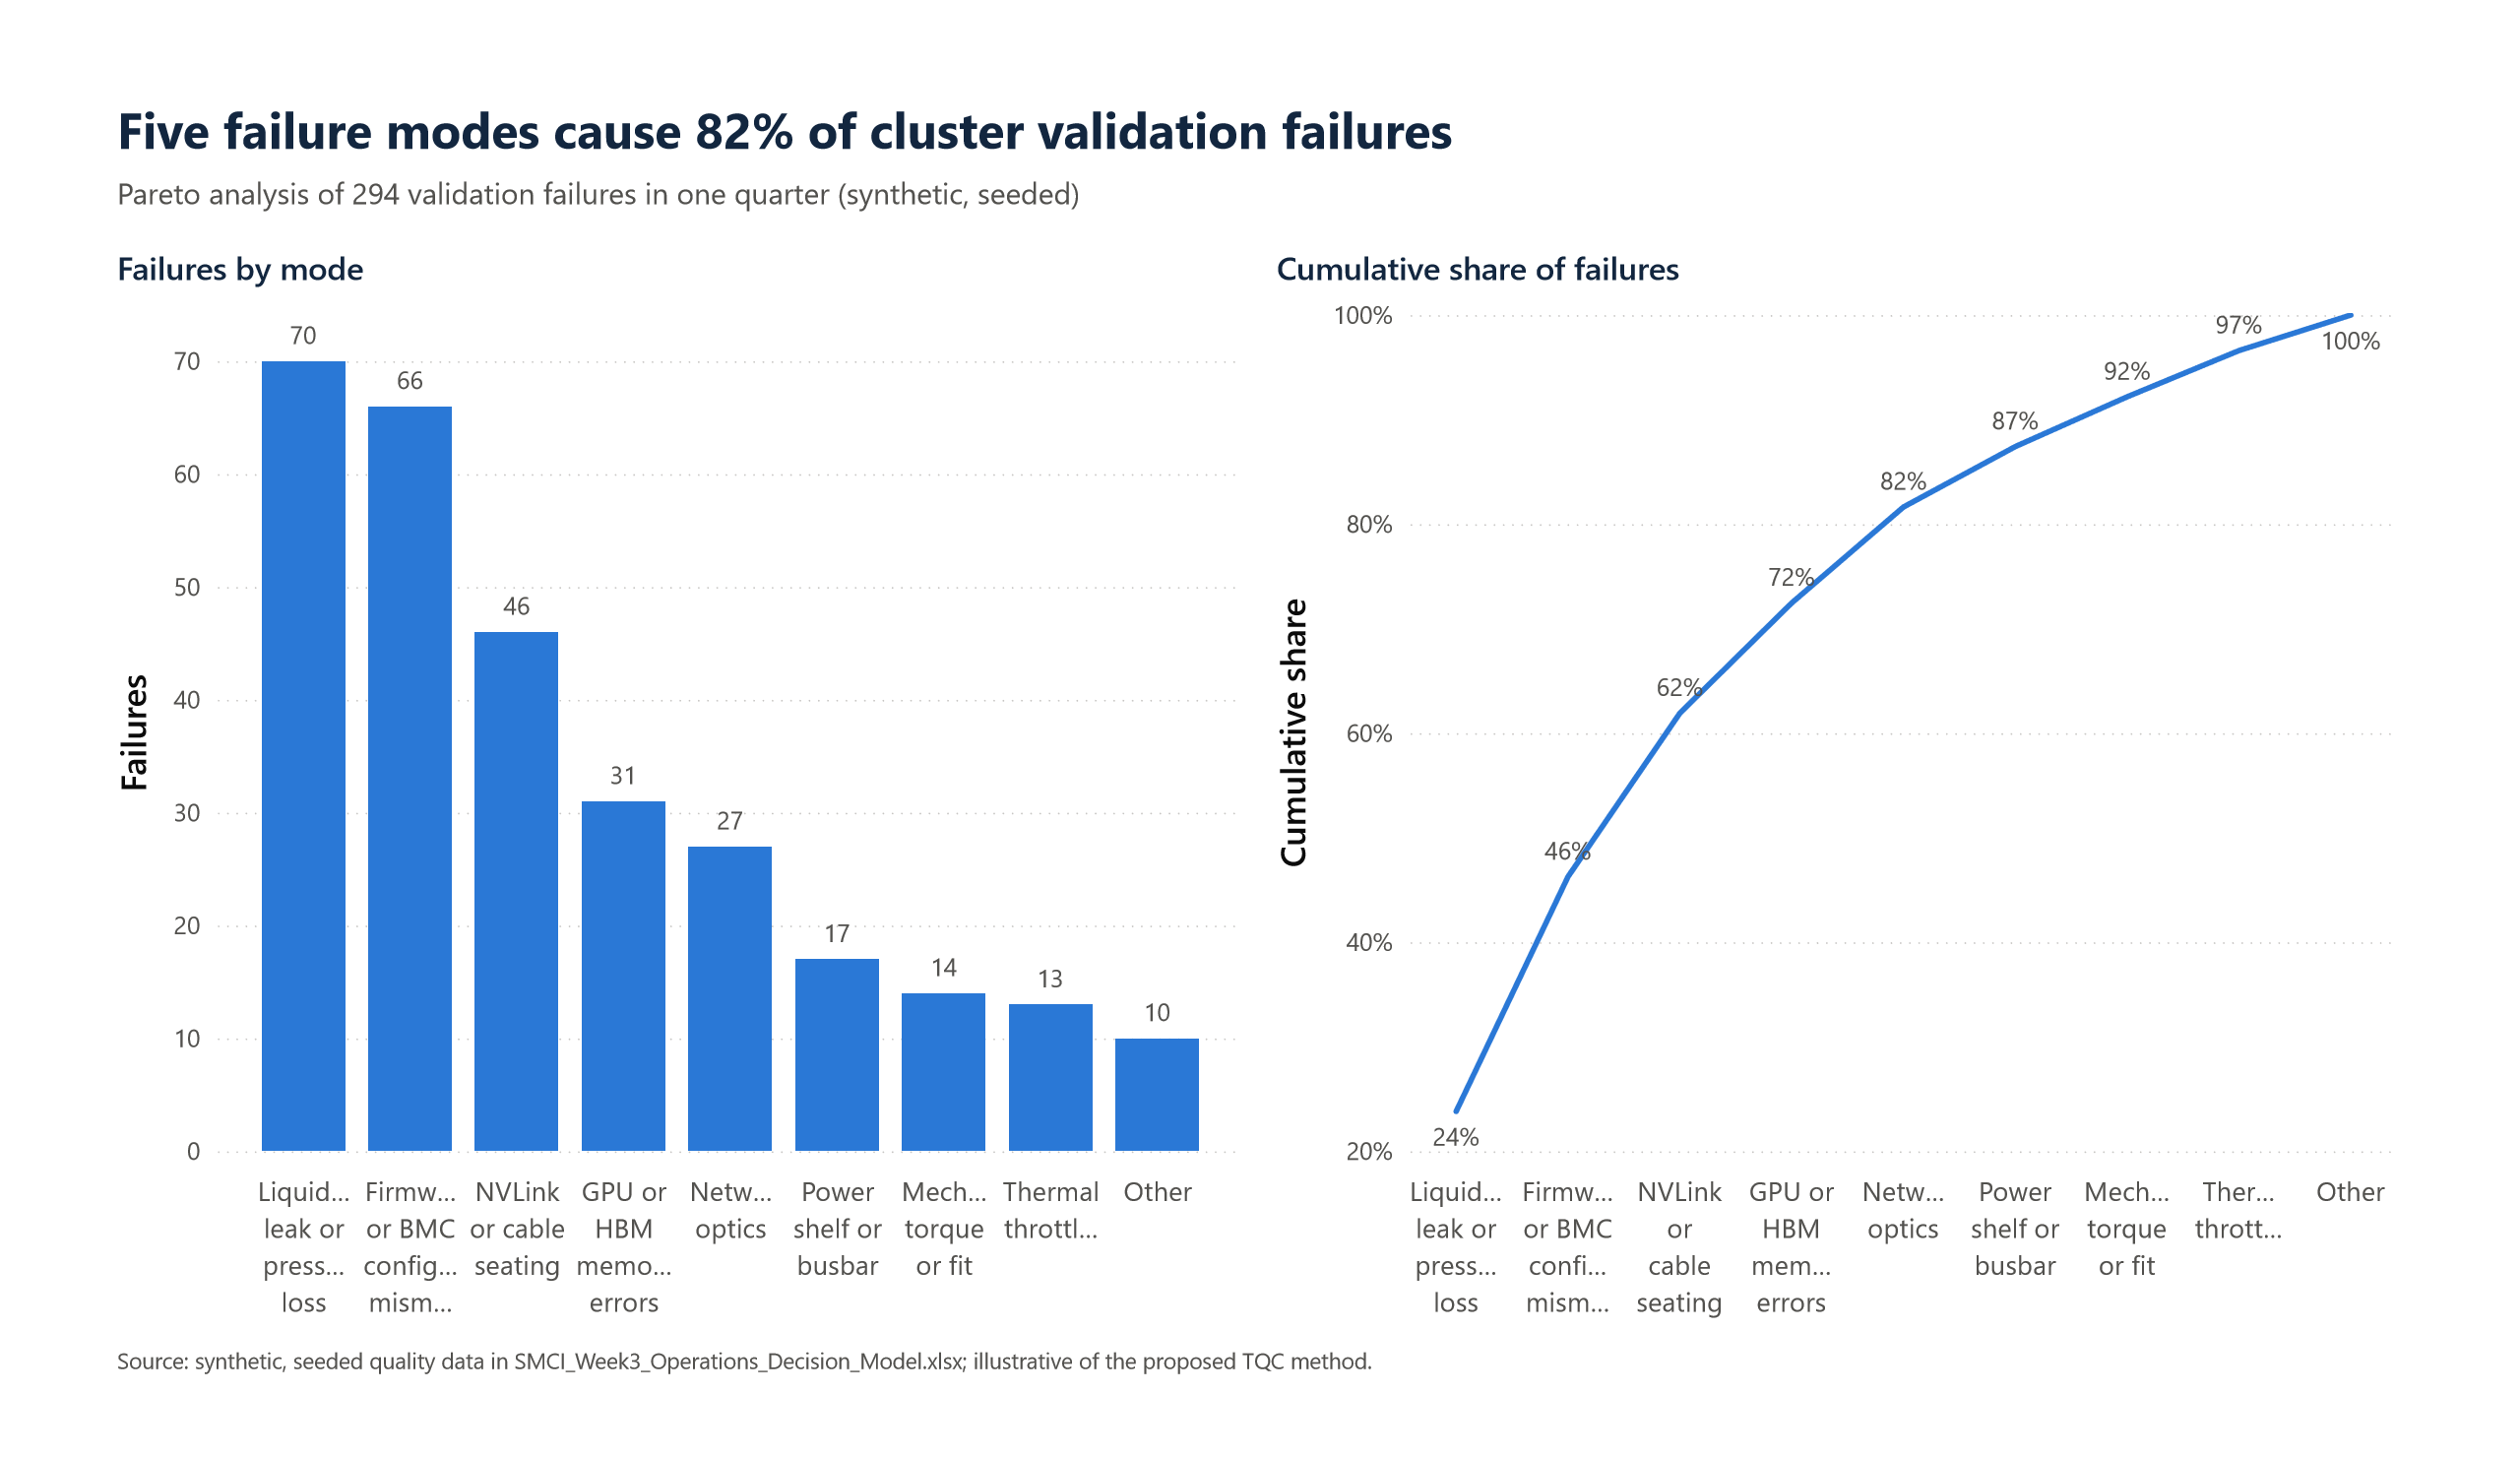 Five failure modes cause 82% of cluster validation failures
Pareto analysis of 294 validation failures in one quarter (synthetic, seeded)
Failures by mode
Failures
70
60
50
40
30
20
10
0
70
66
46
31
27
17
14
13
10
Liquid...
leak or
press...
loss
Firmw...
or BMC
config...
mism...
NVLink
or cable
seating
GPU or
HBM
memo...
errors
Netw...
optics
Power
shelf or
busbar
Mech...
torque
or fit
Thermal
throttl...
Other
Cumulative share of failures
Cumulative share
100%
80%
60%
40%
20%
24%
46%
62%
72%
82%
87%
92%
97%
100%
Liquid...
leak or
press...
loss
Firmw...
or BMC
confi...
mism...
NVLink
or
cable
seating
GPU or
HBM
mem...
errors
Netw...
optics
Power
shelf or
busbar
Mech...
torque
or fit
Ther...
thrott...
Other
Source: synthetic, seeded quality data in SMCI_Week3_Operations_Decision_Model.xlsx; illustrative of the proposed TQC method.